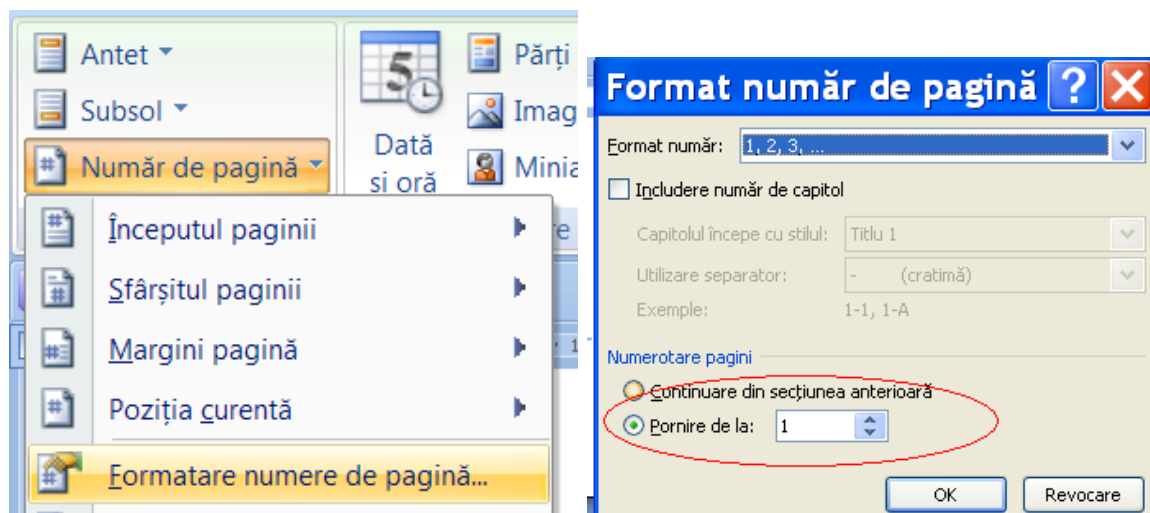 Antet
Subsol
Număr de pagină
5
Dată
si oră
Părți
Imag
Minia
Începutul paginii
Sfârșitul paginii
Margini pagină
Poziția curentă
Formatare numere de pagină...
Format număr de pagină
Format număr: 1, 2, 3, ...
Includere număr de capitol
Capitolul începe cu stilul: Titlu 1
Utilizare separator: - (cratimă)
Exemple: 1-1, 1-A
Numerotare pagini
Continuare din secțiunea anterioară
Pornire de la: 1
OK Revocare